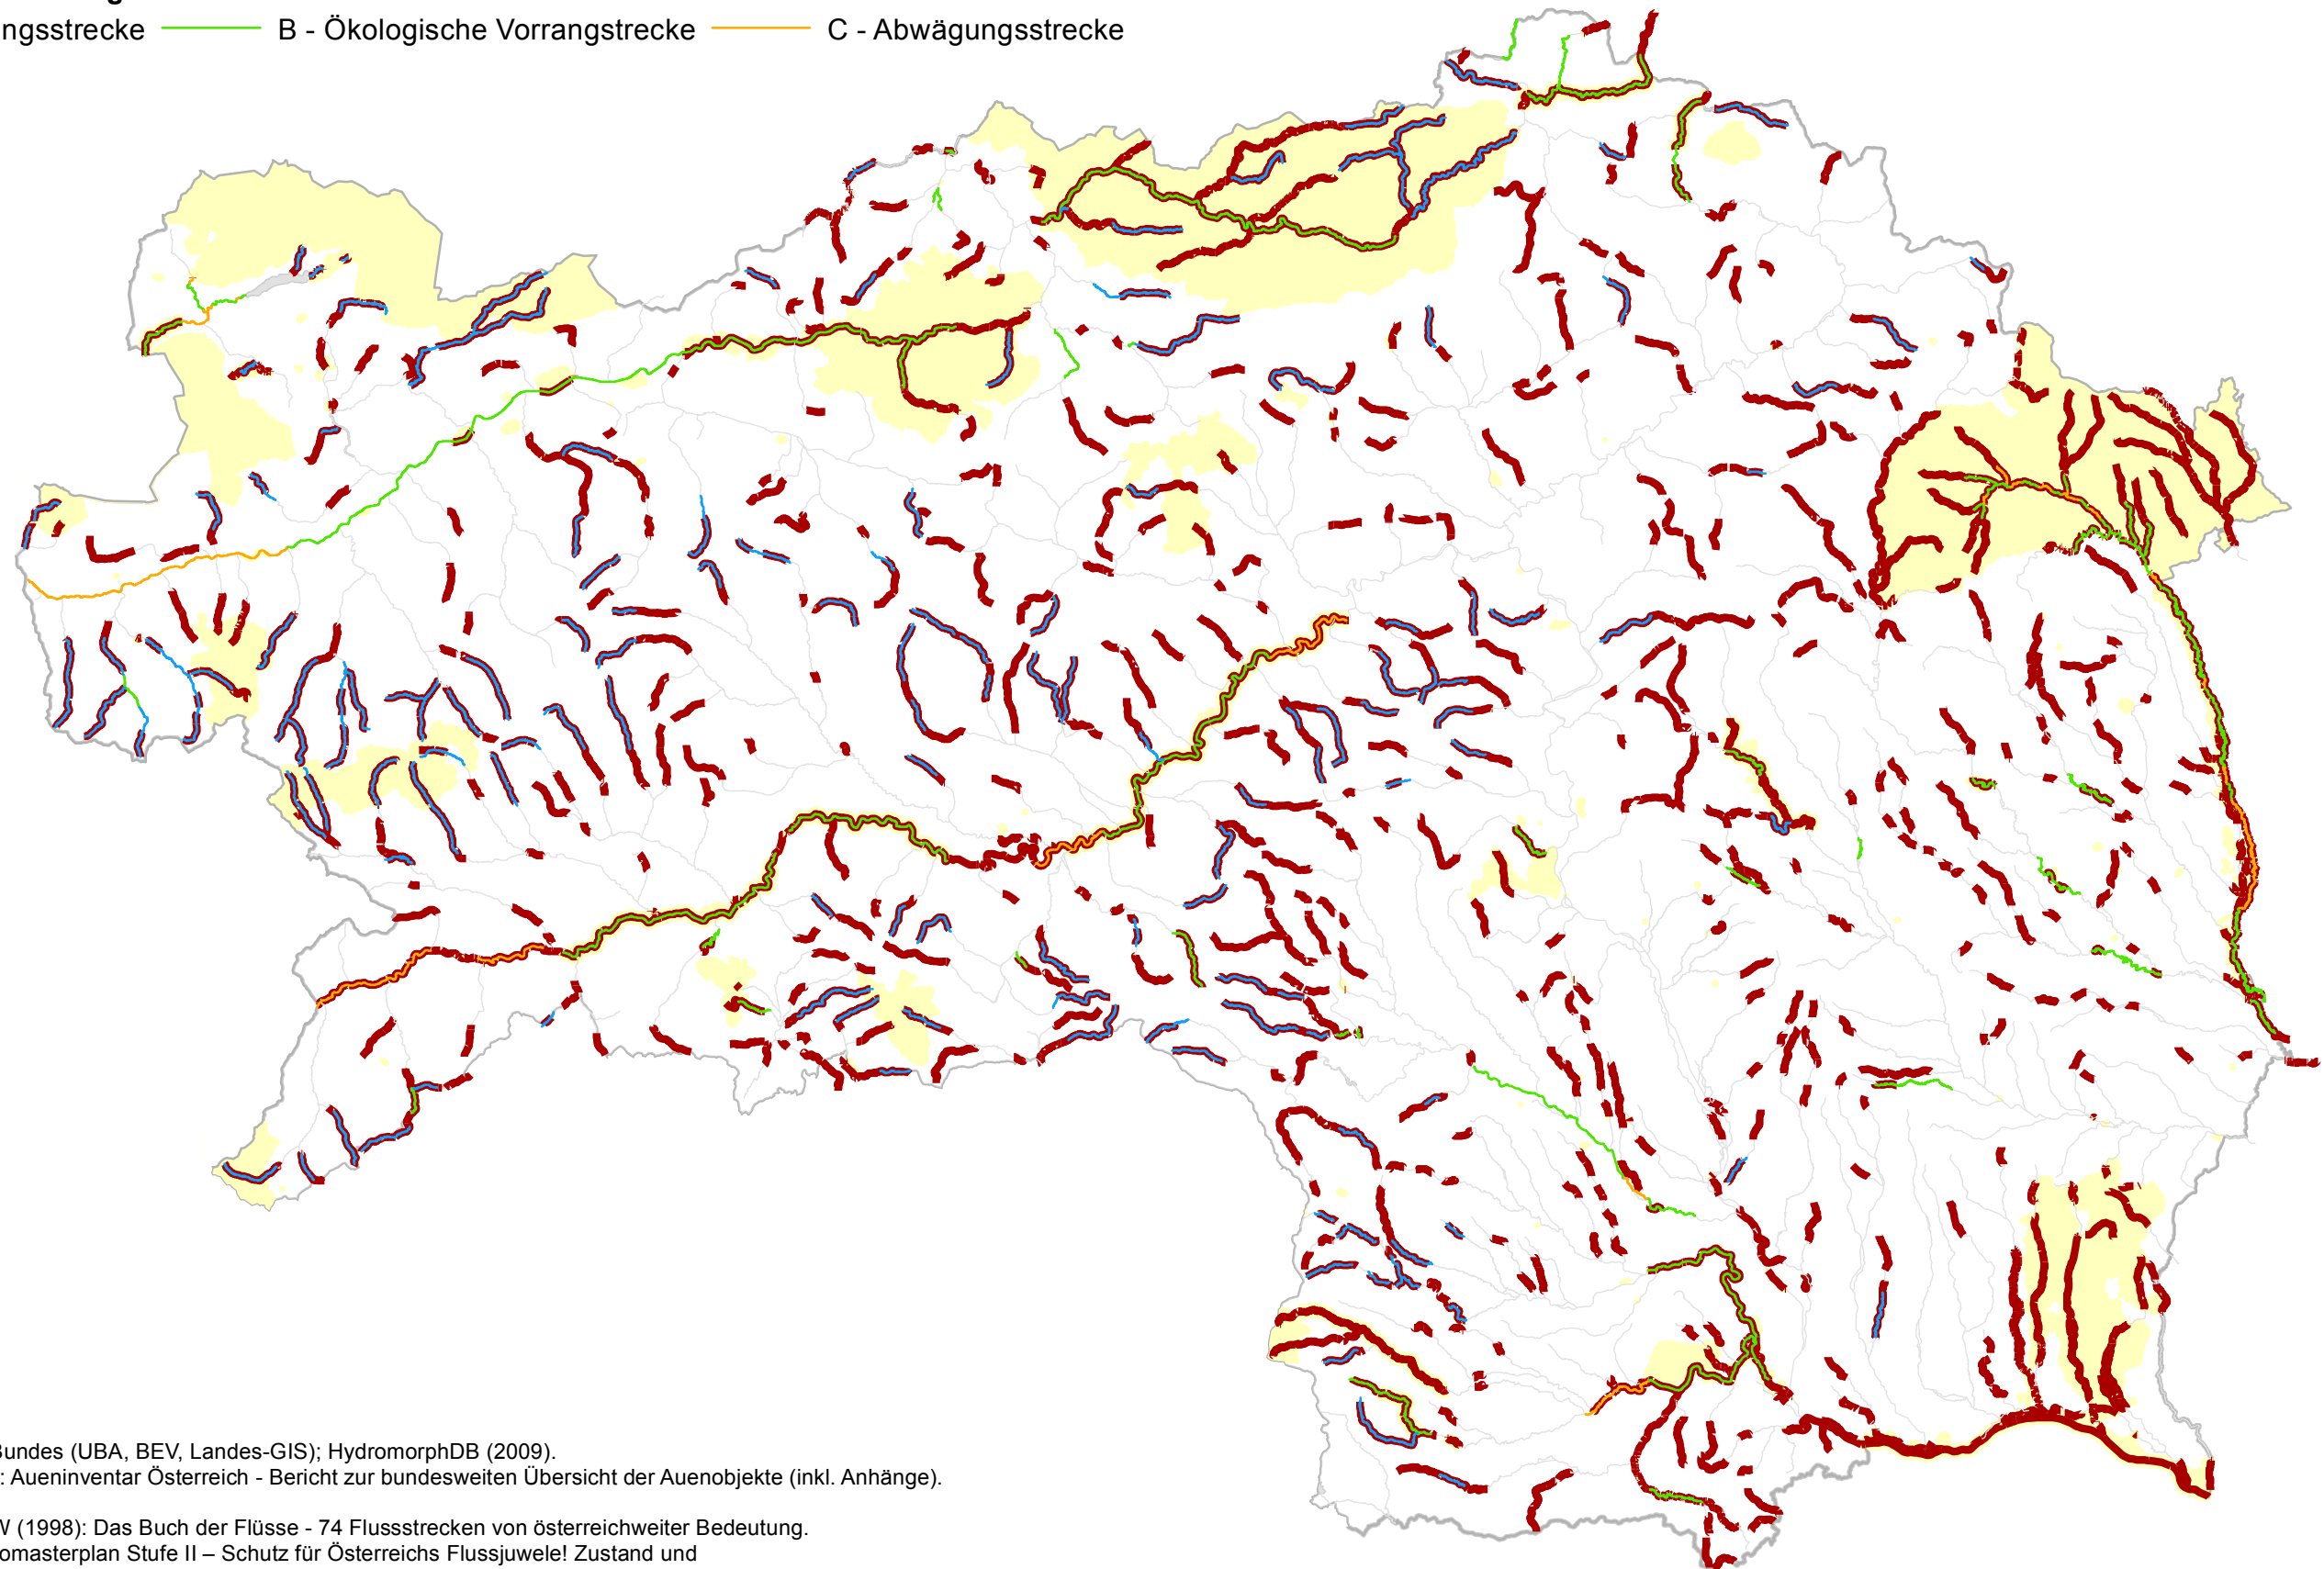 ngsstrecke B - Ökologische Vorrangstrecke C - Abwägungsstrecke
Bundes (UBA, BEV, Landes-GIS); HydromorphDB (2009).
: Aueninventar Österreich - Bericht zur bundesweiten Übersicht der Auenobjekte (inkl. Anhänge).
W (1998): Das Buch der Flüsse - 74 Flussstrecken von österreichweiter Bedeutung.
omasterplan Stufe II – Schutz für Österreichs Flussjuwele! Zustand und